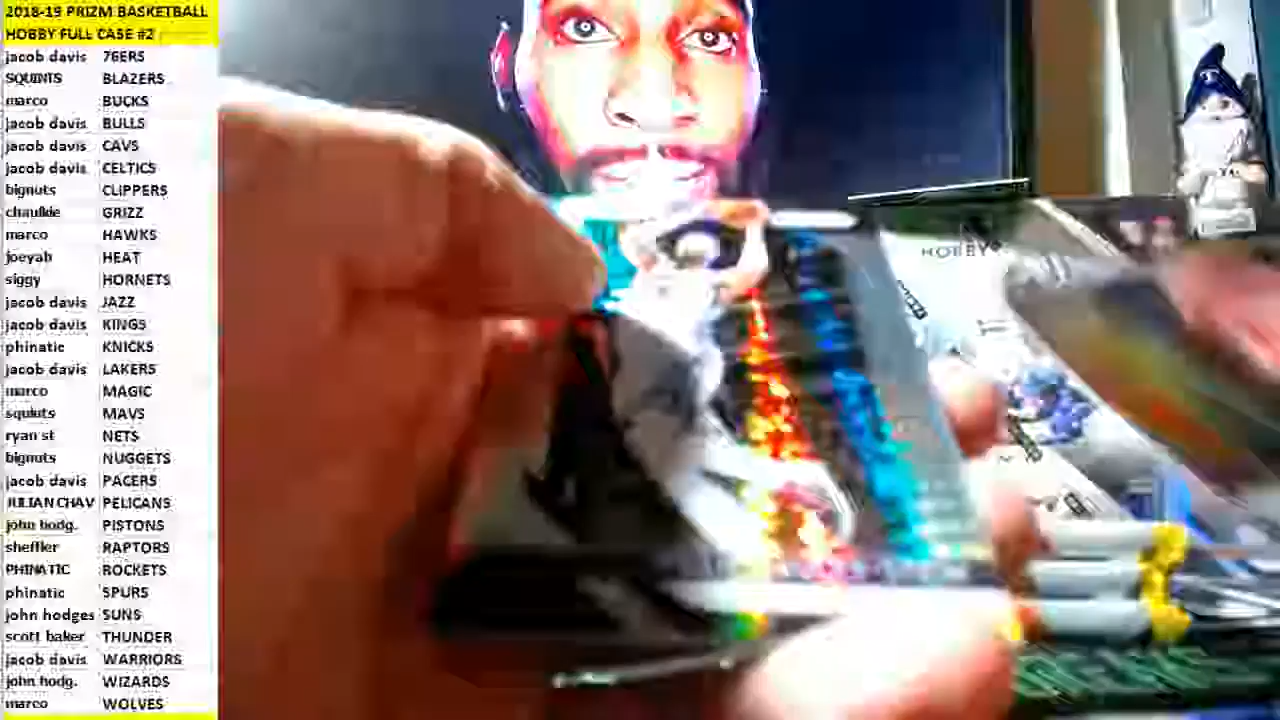 2018-19 PRIZM BASKETBALL
HOBBY FULL CASE #2
jacob davis 76ERS
SQUINTS BLAZERS
marco BUCKS
jacob davis BULLS
jacob davis CAVS
jacob davis CELTICS
bignuts CLIPPERS
chaulkie GRIZZ
marco HAWKS
joeyah HEAT
siggy HORNETS
jacob davis JAZZ
jacob davis KINGS
phinatic KNICKS
jacob davis LAKERS
marco MAGIC
squints MAVS
ryan st NETS
bignuts NUGGETS
jacob davis PACERS
JULIAN CHAV PELICANS
john hodg. PISTONS
sheffler RAPTORS
PHINATIC ROCKETS
phinatic SPURS
john hodges SUNS
scott baker THUNDER
jacob davis WARRIORS
john hodg. WIZARDS
marco WOLVES
HOBBY